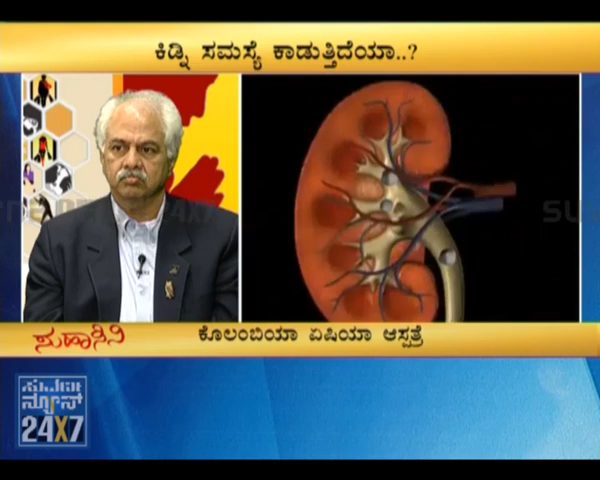 ಕಿಡ್ನಿ ಸಮಸ್ಯೆ ಕಾಡುತ್ತಿದೆಯಾ..?
ಸುಹಾಸಿನಿ
ಕೊಲಂಬಿಯಾ ಏಷಿಯಾ ಆಸ್ಪತ್ರೆ
ಸುವರ್ಣ
ನ್ಯೂಸ್
24X7